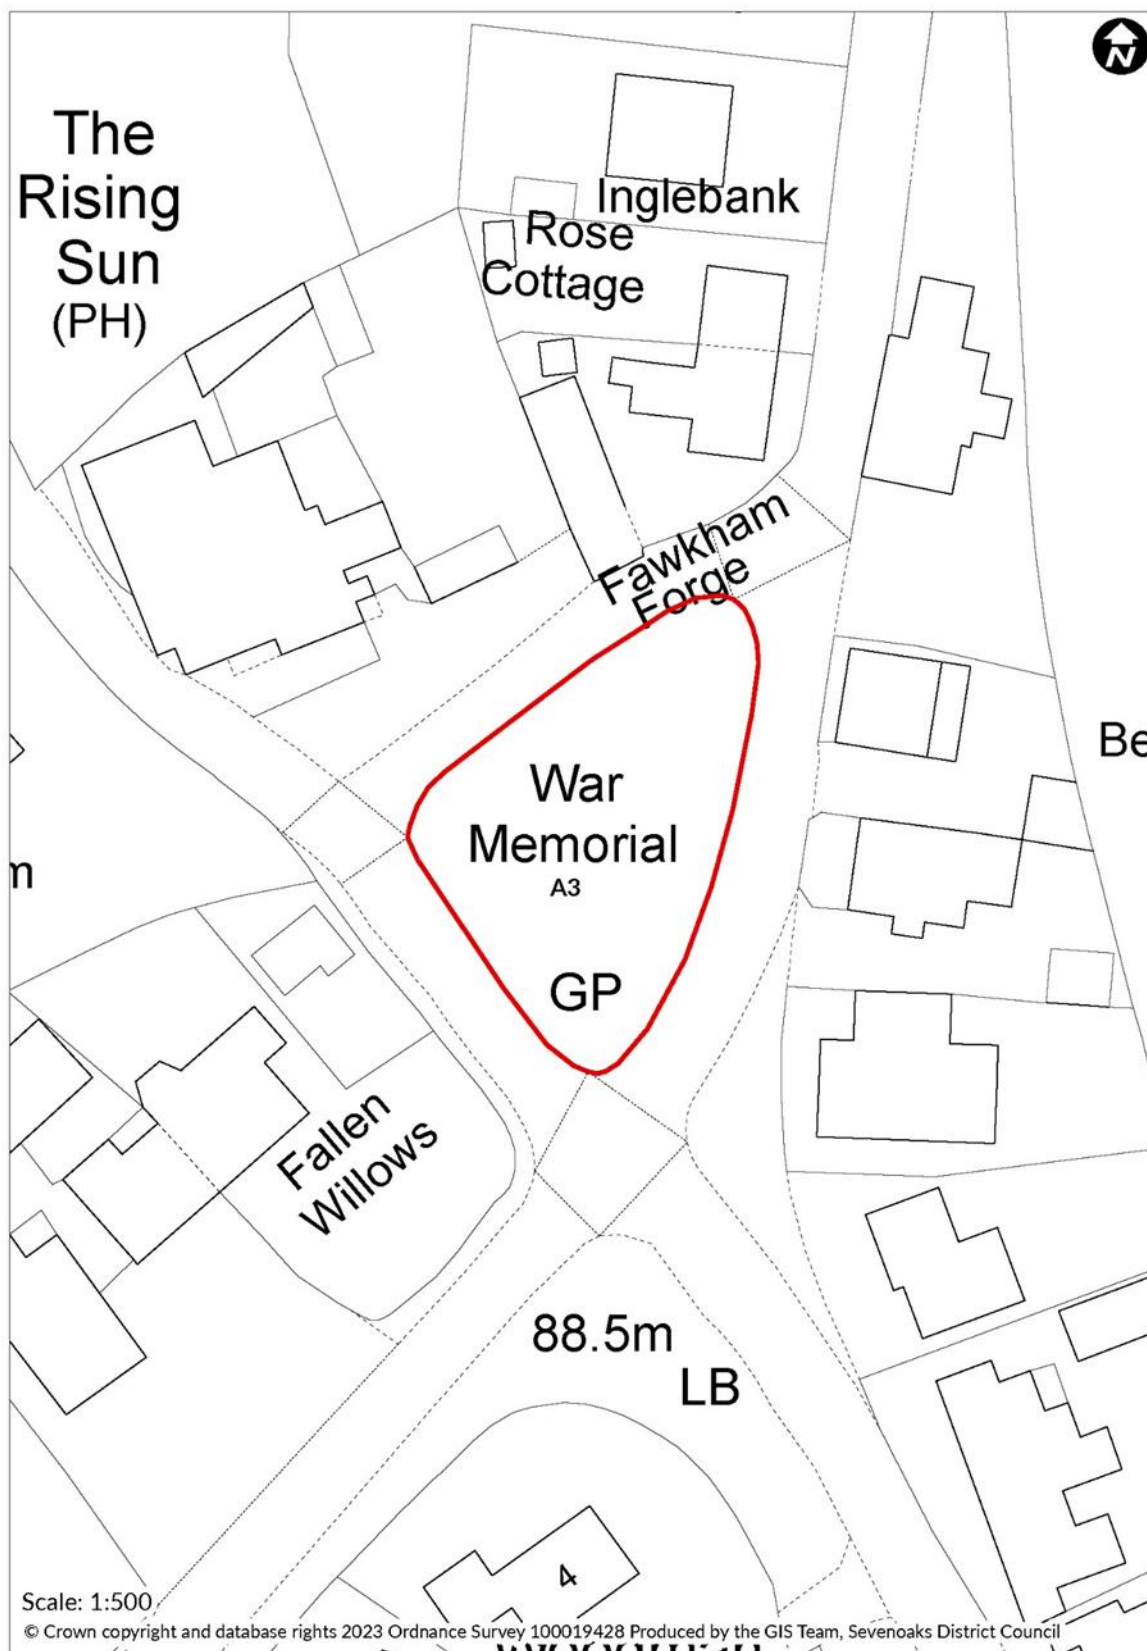 N
The
Rising
Sun
(PH)
Inglebank
Rose
Cottage
Fawkham
Forge
War
Memorial
A3
Be
m
GP
Fallen
Willows
88.5m
LB
4
Scale: 1:500
© Crown copyright and database rights 2023 Ordnance Survey 100019428 Produced by the GIS Team, Sevenoaks District Council